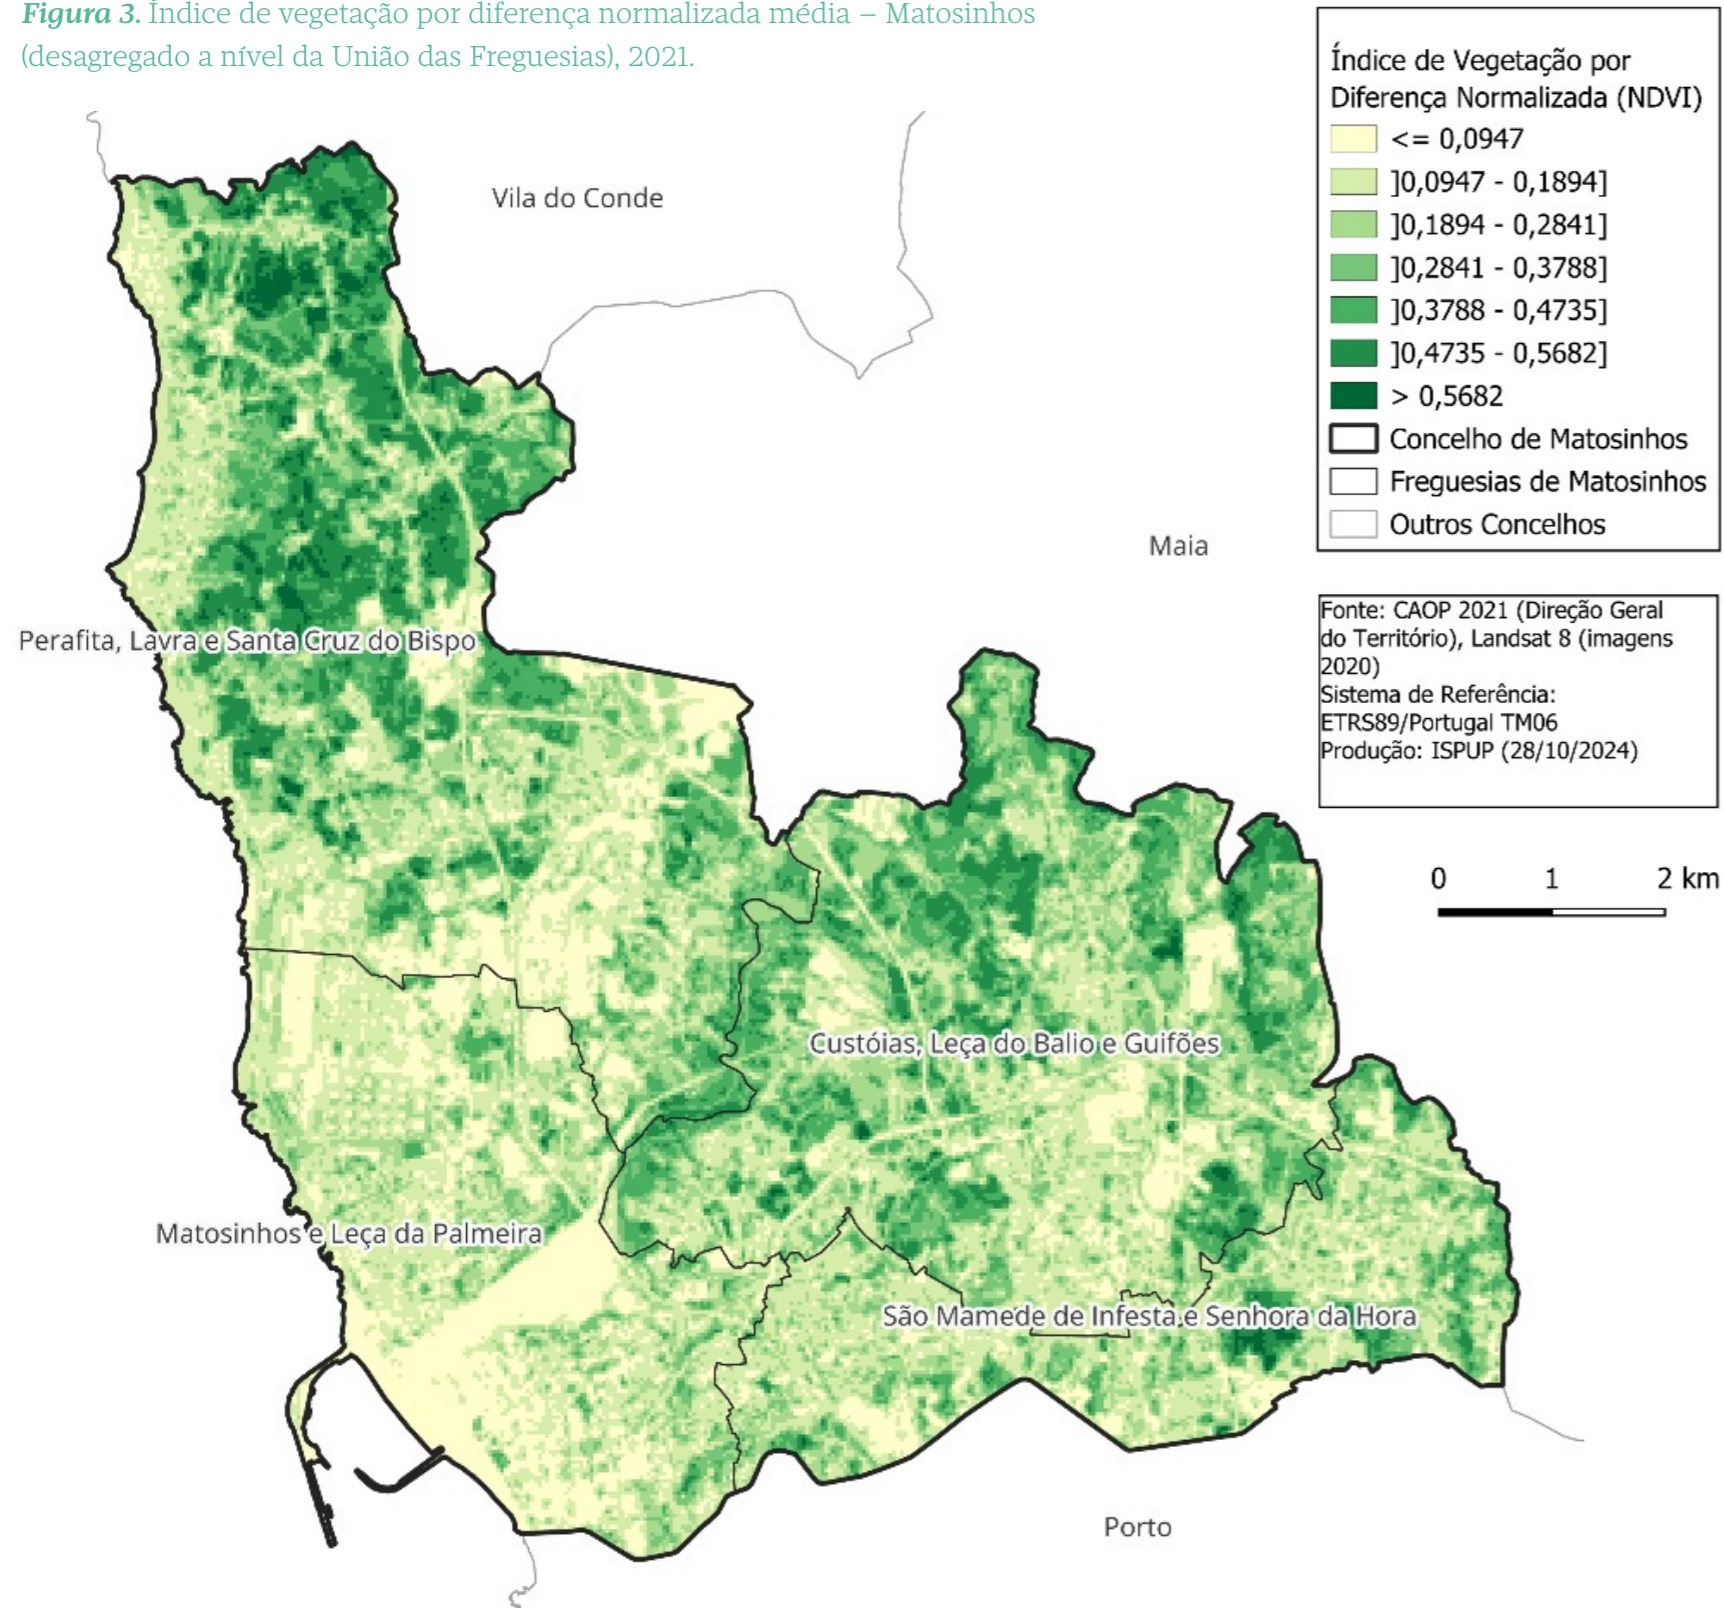 Figura 3. Índice de vegetação por diferença normalizada média – Matosinhos
(desagregado a nível da União das Freguesias), 2021.
Índice de Vegetação por
Diferença Normalizada (NDVI)
<= 0,0947
]0,0947 - 0,1894]
]0,1894 - 0,2841]
]0,2841 - 0,3788]
]0,3788 - 0,4735]
]0,4735 - 0,5682]
> 0,5682
Concelho de Matosinhos
Freguesias de Matosinhos
Outros Concelhos
Vila do Conde
Maia
Fonte: CAOP 2021 (Direção Geral
do Território), Landsat 8 (imagens
2020)
Sistema de Referência:
ETRS89/Portugal TM06
Produção: ISPUP (28/10/2024)
Perafita, Lavra e Santa Cruz do Bispo
0 1 2 km
Custóias, Leça do Balio e Guifões
Matosinhos e Leça da Palmeira
São Mamede de Infesta e Senhora da Hora
Porto